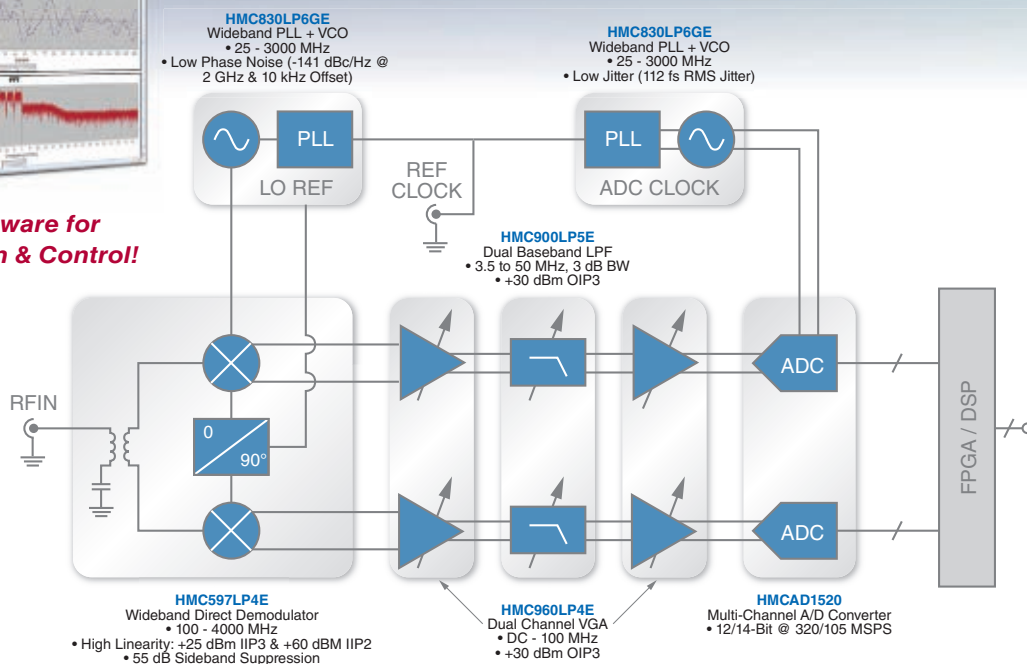 HMC830LP6GE
Wideband PLL + VCO
• 25 - 3000 MHz
• Low Phase Noise (-141 dBc/Hz @
2 GHz & 10 kHz Offset)
HMC830LP6GE
Wideband PLL + VCO
• 25 - 3000 MHz
• Low Jitter (112 fs RMS Jitter)
PLL
LO REF
REF
CLOCK
PLL
ADC CLOCK
ware for
n & Control!
HMC900LP5E
Dual Baseband LPF
• 3.5 to 50 MHz, 3 dB BW
• +30 dBm OIP3
RFIN
0
90°
ADC
ADC
FPGA / DSP
HMC597LP4E
Wideband Direct Demodulator
• 100 - 4000 MHz
• High Linearity: +25 dBm IIP3 & +60 dBM IIP2
• 55 dB Sideband Suppression
HMC960LP4E
Dual Channel VGA
• DC - 100 MHz
• +30 dBm OIP3
HMCAD1520
Multi-Channel A/D Converter
• 12/14-Bit @ 320/105 MSPS